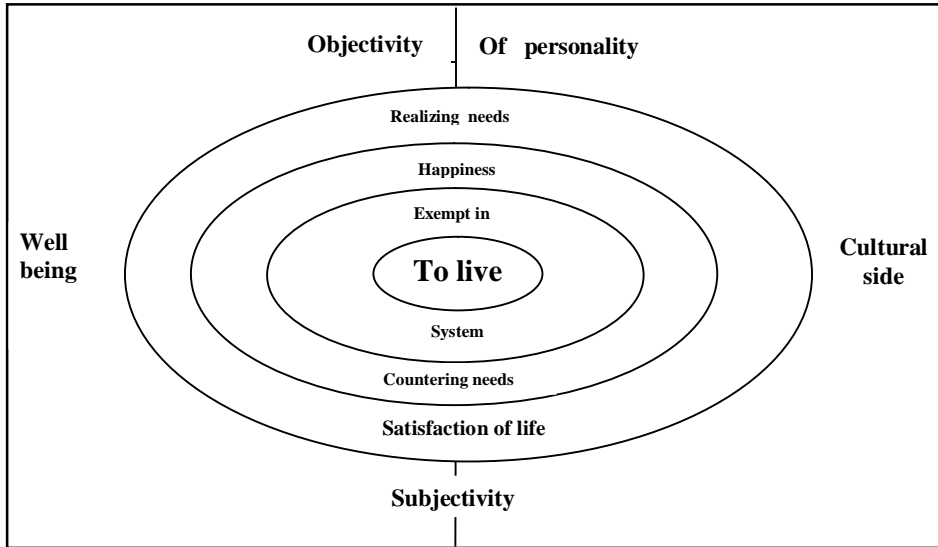 Objectivity Of personality
Realizing needs
Happiness
Exempt in
Well
being
To live
Cultural
side
System
Countering needs
Satisfaction of life
Subjectivity